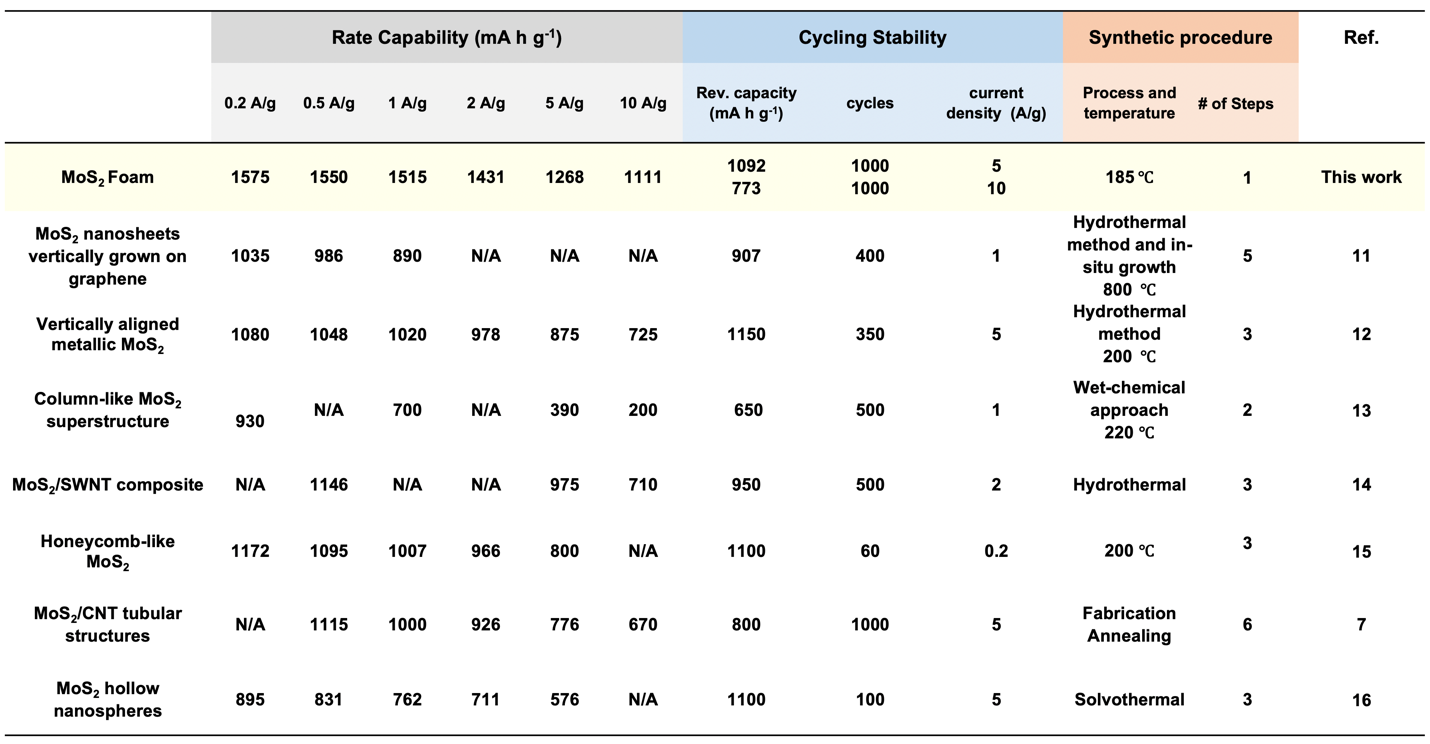 Rate Capability (mA h g-1) Cycling Stability Synthetic procedure Ref.
0.2 A/g 0.5 A/g 1 A/g 2 A/g 5 A/g 10 A/g Rev. capacity (mA h g-1) cycles current density (A/g) Process and temperature # of Steps
MoS2 Foam 1575 1550 1515 1431 1268 1111 1092 773 1000 1000 5 10 185 ℃ 1 This work
MoS2 nanosheets vertically grown on graphene 1035 986 890 N/A N/A N/A 907 400 1 Hydrothermal method and in-situ growth 800 ℃ 5 11
Vertically aligned metallic MoS2 1080 1048 1020 978 875 725 1150 350 5 Hydrothermal method 200 ℃ 3 12
Column-like MoS2 superstructure 930 N/A 700 N/A 390 200 650 500 1 Wet-chemical approach 220 ℃ 2 13
MoS2/SWNT composite N/A 1146 N/A N/A 975 710 950 500 2 Hydrothermal 3 14
Honeycomb-like MoS2 1172 1095 1007 966 800 N/A 1100 60 0.2 200 ℃ 3 15
MoS2/CNT tubular structures N/A 1115 1000 926 776 670 800 1000 5 Fabrication Annealing 6 7
MoS2 hollow nanospheres 895 831 762 711 576 N/A 1100 100 5 Solvothermal 3 16